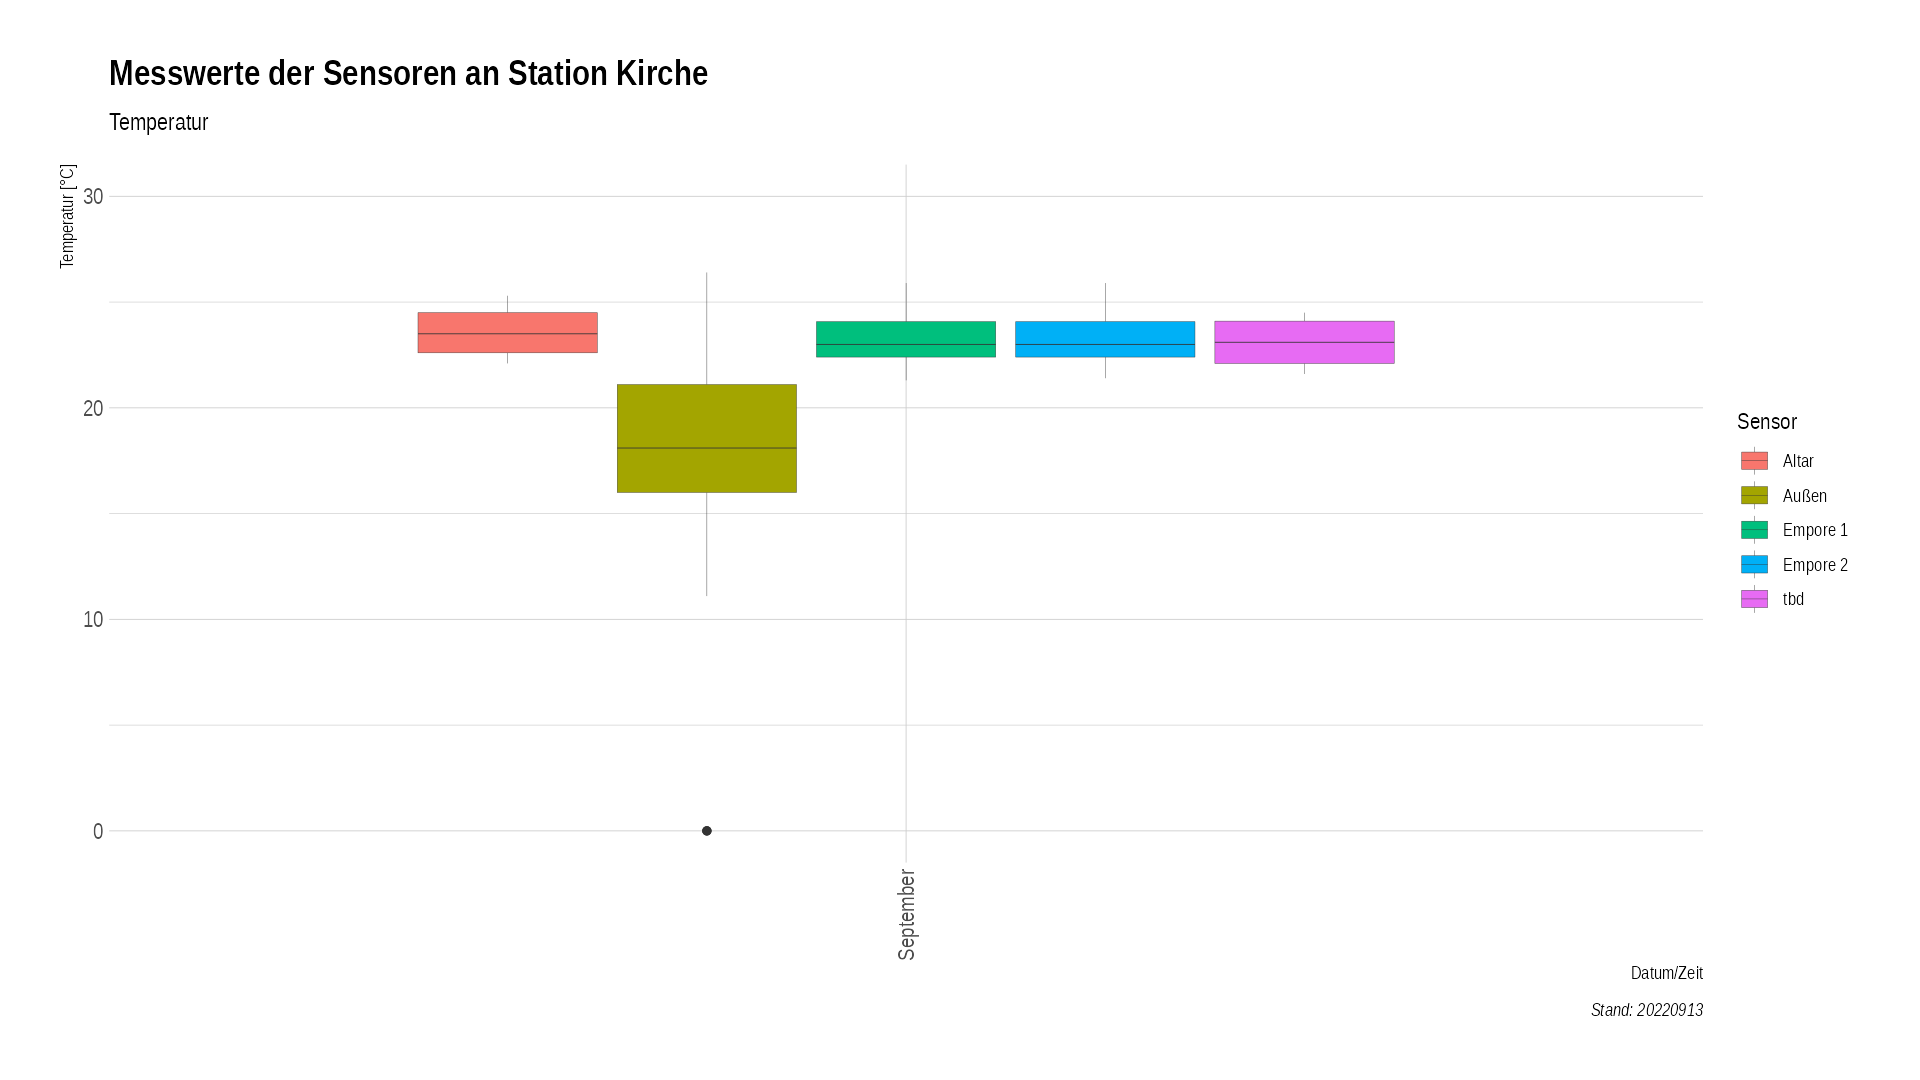 Messwerte der Sensoren an Station Kirche
Temperatur
Temperatur [°C]
30
20
10
0
September
Datum/Zeit
Stand: 20220913
Sensor
Altar
Außen
Empore 1
Empore 2
tbd